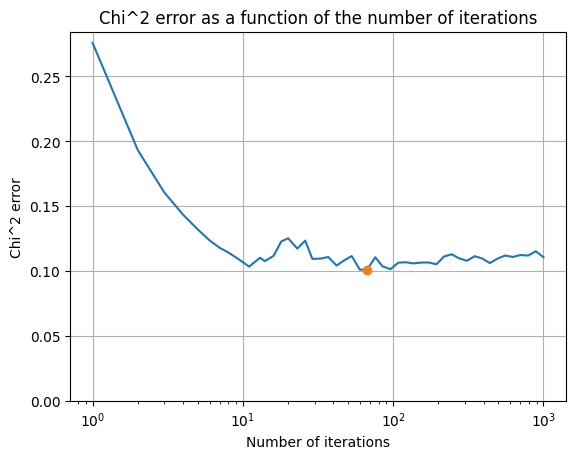 Chi^2 error as a function of the number of iterations
Chi^2 error
0.25
0.20
0.15
0.10
0.05
0.00
10^0 10^1 10^2 10^3
Number of iterations